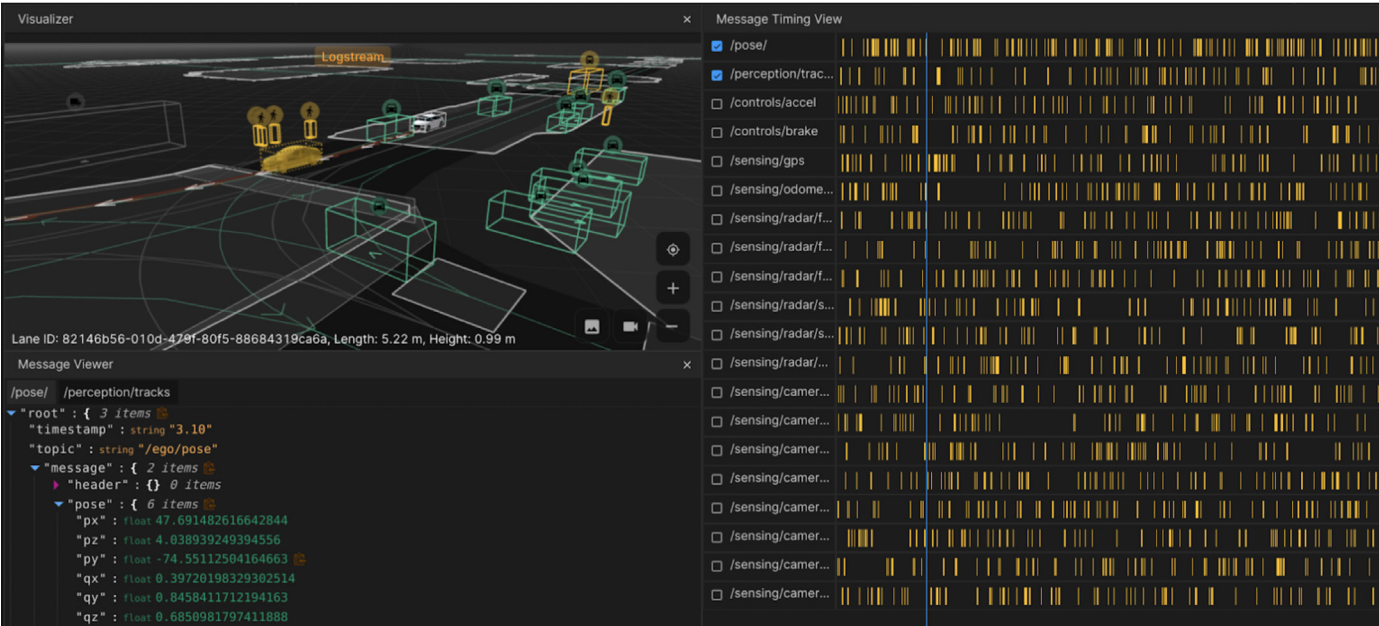 Visualizer
×
Logstream
Lane ID: 82146b56-010d-479f-80f5-88684319ca6a, Length: 5.22 m, Height: 0.99 m
Message Viewer
×
/pose/ /perception/tracks
"root" : { 3 items
"timestamp" : string "3.10"
"topic" : string "/ego/pose"
"message" : { 2 items
"header" : {} 0 items
"pose" : { 6 items
"px" : float 47.691482616642844
"pz" : float 4.038939249394556
"py" : float -74.55112504164663
"qx" : float 0.39720198329302514
"qy" : float 0.8458411712194163
"qz" : float 0.6850981797411888
Message Timing View
/pose/
/perception/trac...
/controls/accel
/controls/brake
/sensing/gps
/sensing/odome...
/sensing/radar/f...
/sensing/radar/f...
/sensing/radar/f...
/sensing/radar/s...
/sensing/radar/s...
/sensing/radar/...
/sensing/camer...
/sensing/camer...
/sensing/camer...
/sensing/camer...
/sensing/camer...
/sensing/camer...
/sensing/camer...
/sensing/camer...